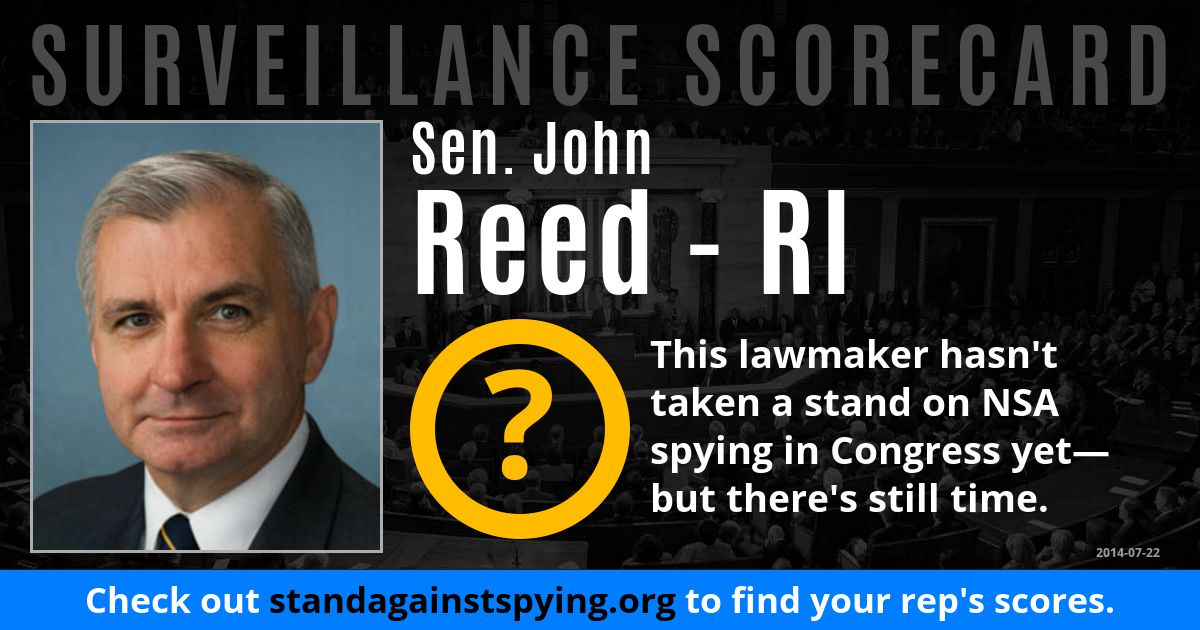 SURVEILLANCE SCORECARD
Sen. John
Reed - RI
?
This lawmaker hasn't
taken a stand on NSA
spying in Congress yet—
but there's still time.
2014-07-22
Check out standagainstspying.org to find your rep's scores.